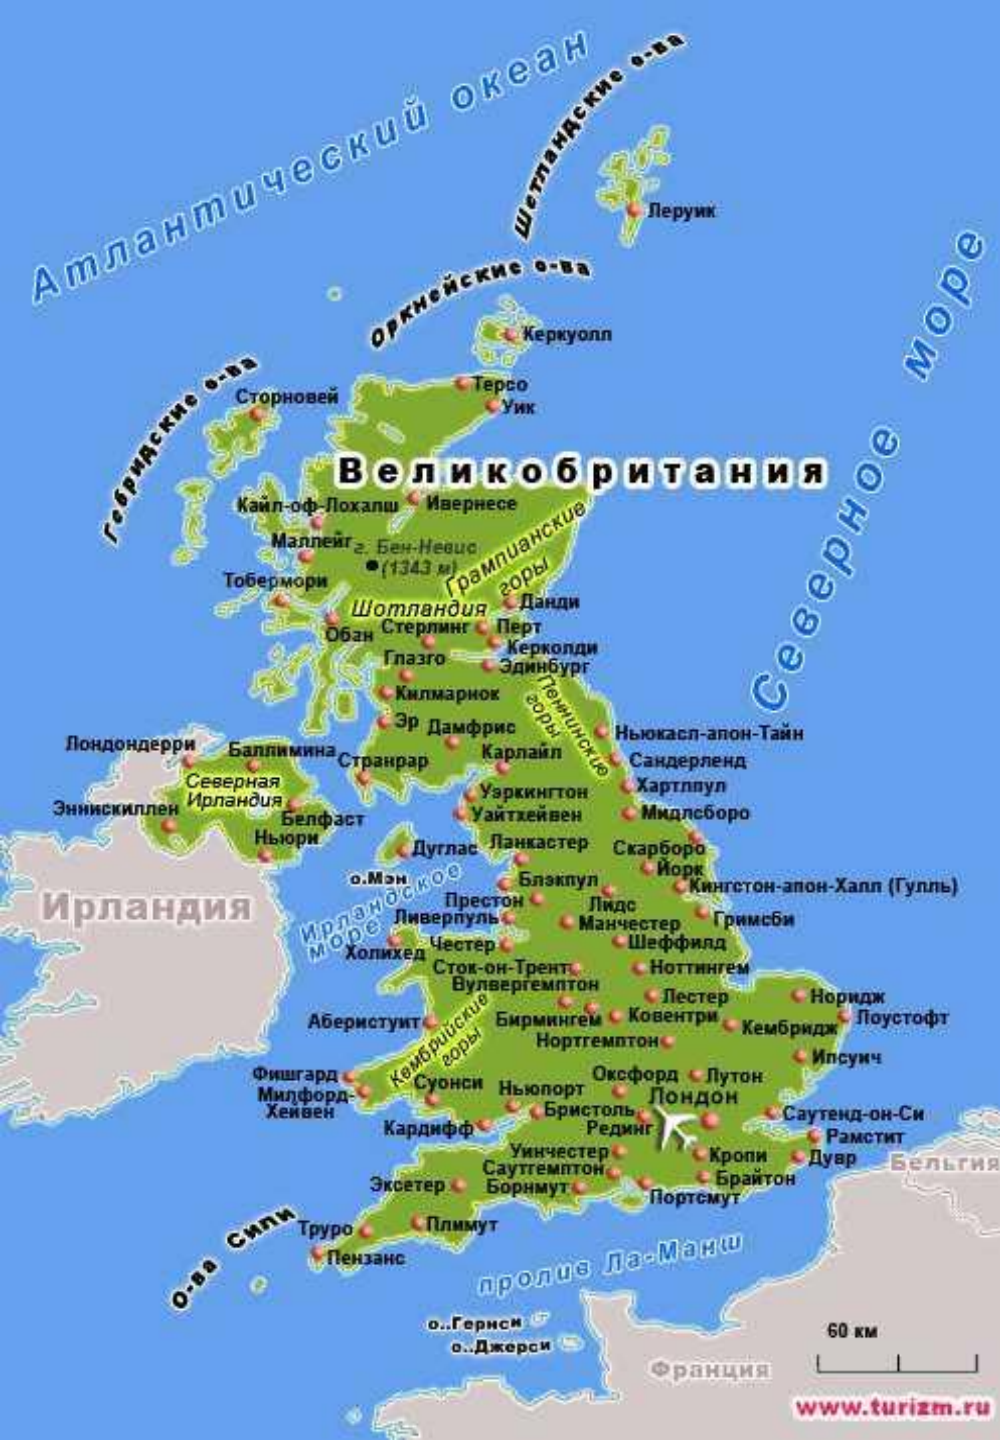 Атлантический океан
Шетландские о-ва
Леруик
Северное море
Оркнейские о-ва
Керкуолл
Гебридские о-ва
Сторновей
Терсо
Уик
Великобритания
Кайл-оф-Лохалш
Ивернесе
Маллейг
г. Бен-Невис
(1343 м)
Грампианские
горы
Тобермори
Шотландия
Данди
Обан
Стерлинг
Перт
Керколди
Глазго
Эдинбург
Килмарнок
Пеннинские
горы
Эр
Дамфрис
Ньюкасл-апон-Тайн
Лондондерри
Баллимина
Странрар
Карлайл
Сандерленд
Северная
Ирландия
Уэркингтон
Хартлпул
Эннискиллен
Белфаст
Уайтхейвен
Мидлсборо
Ньюри
Дуглас
Ланкастер
Скарборо
о.Мэн
Блэкпул
Йорк
Кингстон-апон-Халл (Гулль)
Ирландия
Ирландское
море
Престон
Лидс
Ливерпуль
Манчестер
Гримсби
Холихед
Честер
Шеффилд
Сток-он-Трент
Ноттингем
Вулвергемптон
Лестер
Норидж
Кембрийские
горы
Аберистуит
Бирмингем
Ковентри
Кембридж
Лоустофт
Нортгемптон
Ипсуич
Фишгард
Суонси
Ньюпорт
Оксфорд
Лутон
Милфорд-
Хейвен
Лондон
Бристоль
Саутенд-он-Си
Кардифф
Рединг
Рамстит
Уинчестер
Кропи
Дувр
Бельгия
Саутгемптон
Эксетер
Борнмут
Брайтон
Портсмут
О-ва Сили
Труро
Плимут
Пензанс
пролив Ла-Манш
о..Гернси
о..Джерси
60 км
Франция
www.turizm.ru